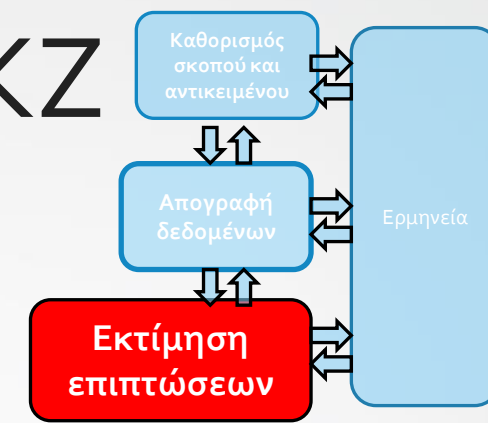 ΚΖ
Καθορισμός
σκοπού και
αντικειμένου
Απογραφή
δεδομένων
Ερμηνεία
Εκτίμηση
επιπτώσεων